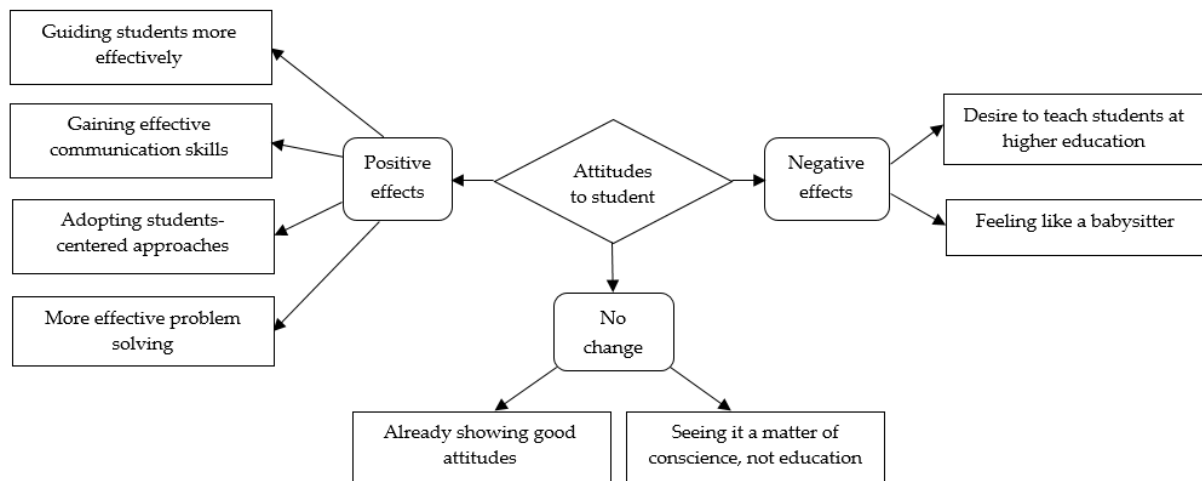 Guiding students more
effectively
Gaining effective
communication skills
Adopting students-
centered approaches
More effective problem
solving
Positive
effects
Attitudes
to student
Negative
effects
Desire to teach students at
higher education
Feeling like a babysitter
No
change
Already showing good
attitudes
Seeing it a matter of
conscience, not education